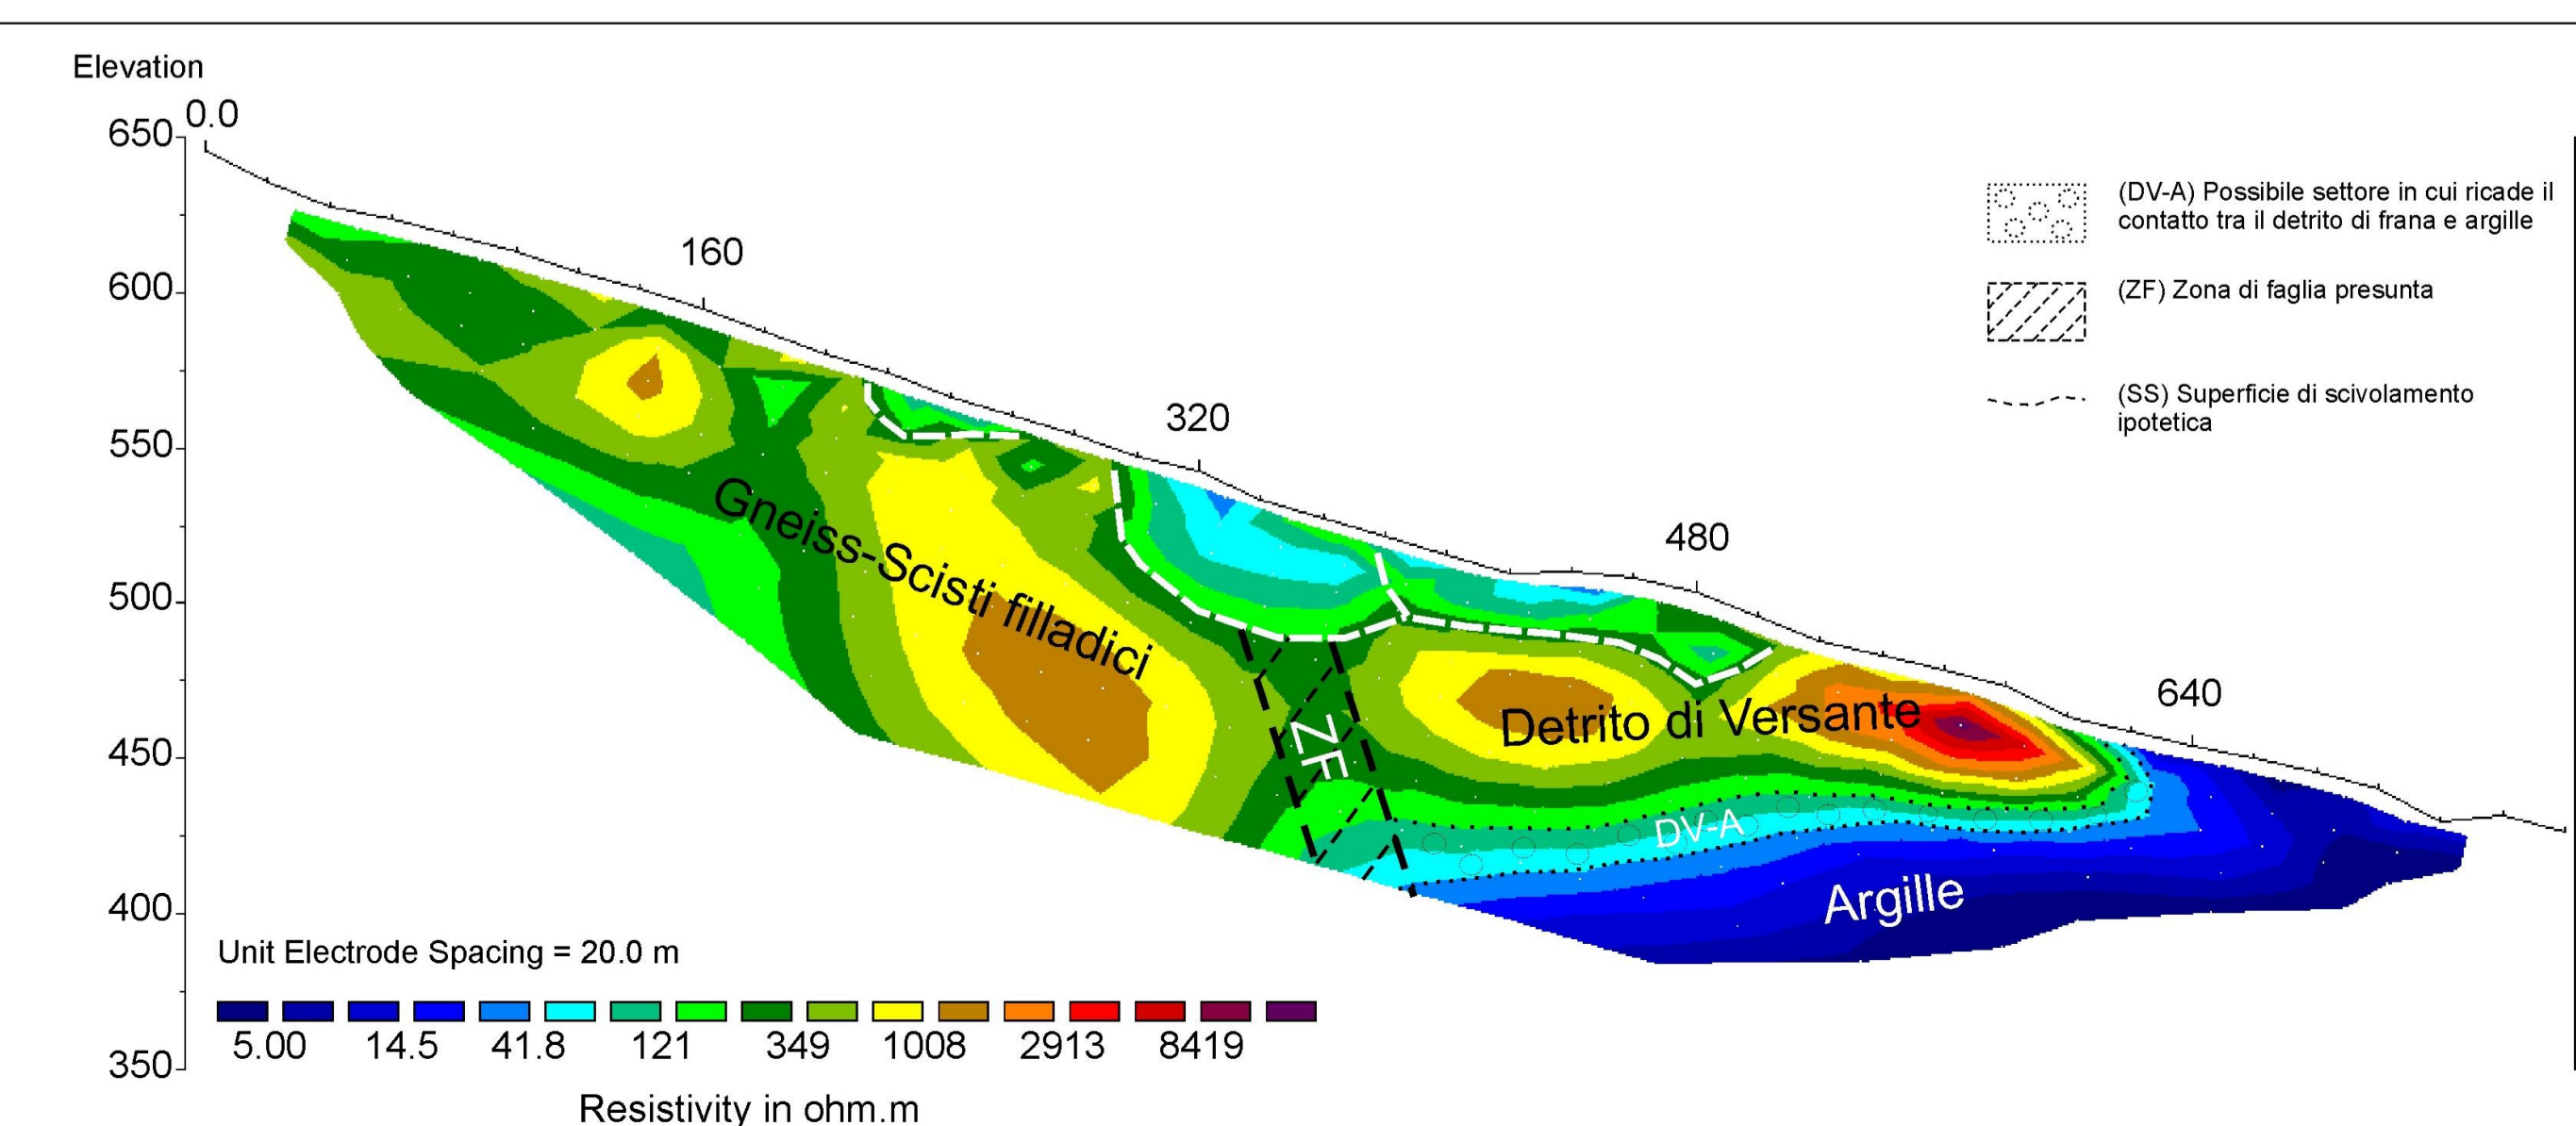 Elevation
0.0
650
160
600
320
550
480
500
640
450
400
350
(DV-A) Possibile settore in cui ricade il
contatto tra il detrito di frana e argille
(ZF) Zona di faglia presunta
(SS) Superficie di scivolamento
ipotetica
Gneiss-Scisti filladici
ZF
Detrito di Versante
DV-A
Argille
Unit Electrode Spacing = 20.0 m
5.00 14.5 41.8 121 349 1008 2913 8419
Resistivity in ohm.m